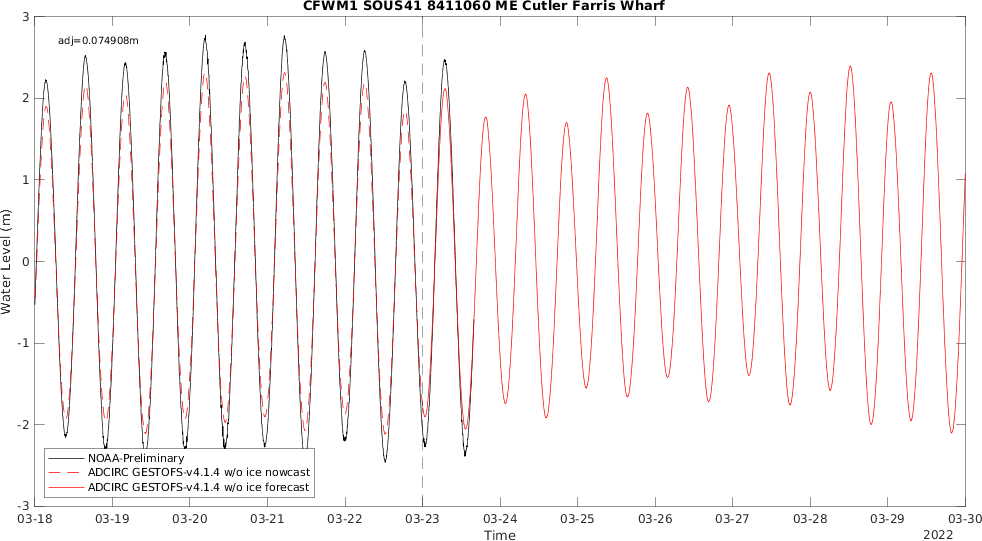 CFWM1 SOUS41 8411060 ME Cutler Farris Wharf
adj=0.074908m
Water Level (m)
3
2
1
0
-1
-2
-3
NOAA-Preliminary
ADCIRC GESTOFS-v4.1.4 w/o ice nowcast
ADCIRC GESTOFS-v4.1.4 w/o ice forecast
03-18 03-19 03-20 03-21 03-22 03-23 03-24 03-25 03-26 03-27 03-28 03-29 03-30
Time
2022